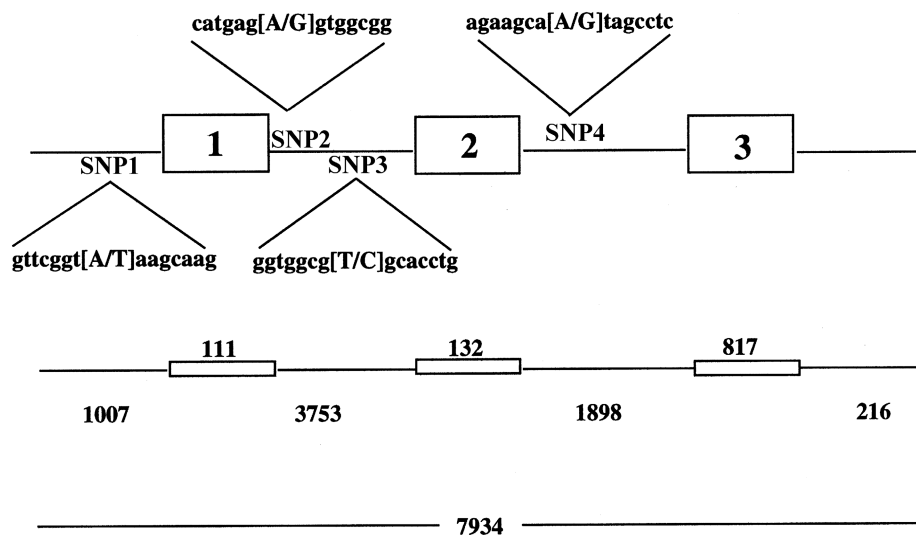 catgag[A/G]gtggcgg agaagca[A/G]tagcctc
1 SNP2 2 SNP4 3
SNP1 SNP3
gttcggt[A/T]aagcaag ggtggcg[T/C]gcacctg
111 132 817
1007 3753 1898 216
7934